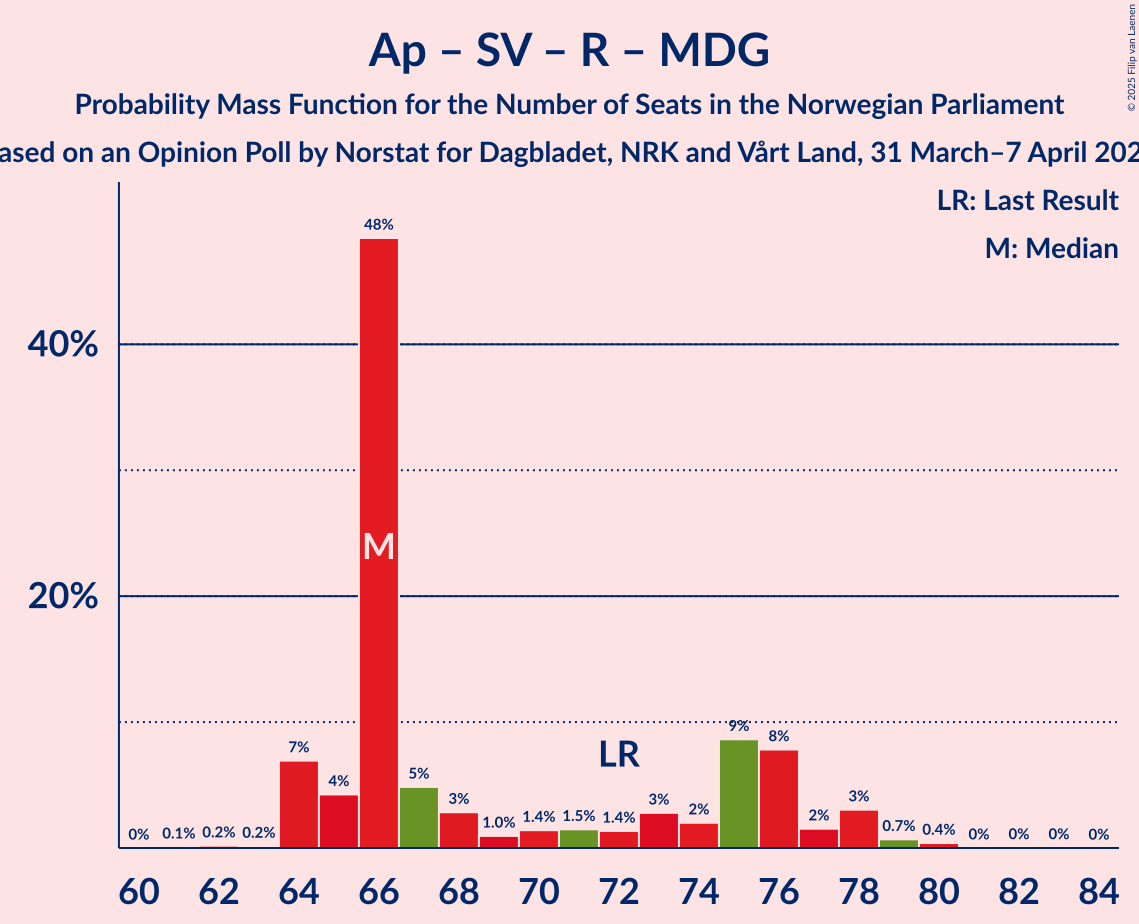 Ap – SV – R – MDG
Probability Mass Function for the Number of Seats in the Norwegian Parliament
ased on an Opinion Poll by Norstat for Dagbladet, NRK and Vårt Land, 31 March–7 April 202
© 2025 Filip van Laenen
LR: Last Result
M: Median
40%
20%
0% 0.1% 0.2% 0.2% 7% 4% 48% 5% 3% 1.0% 1.4% 1.5% 1.4% 3% 2% 9% 8% 2% 3% 0.7% 0.4% 0% 0% 0% 0%
M
LR
60 62 64 66 68 70 72 74 76 78 80 82 84